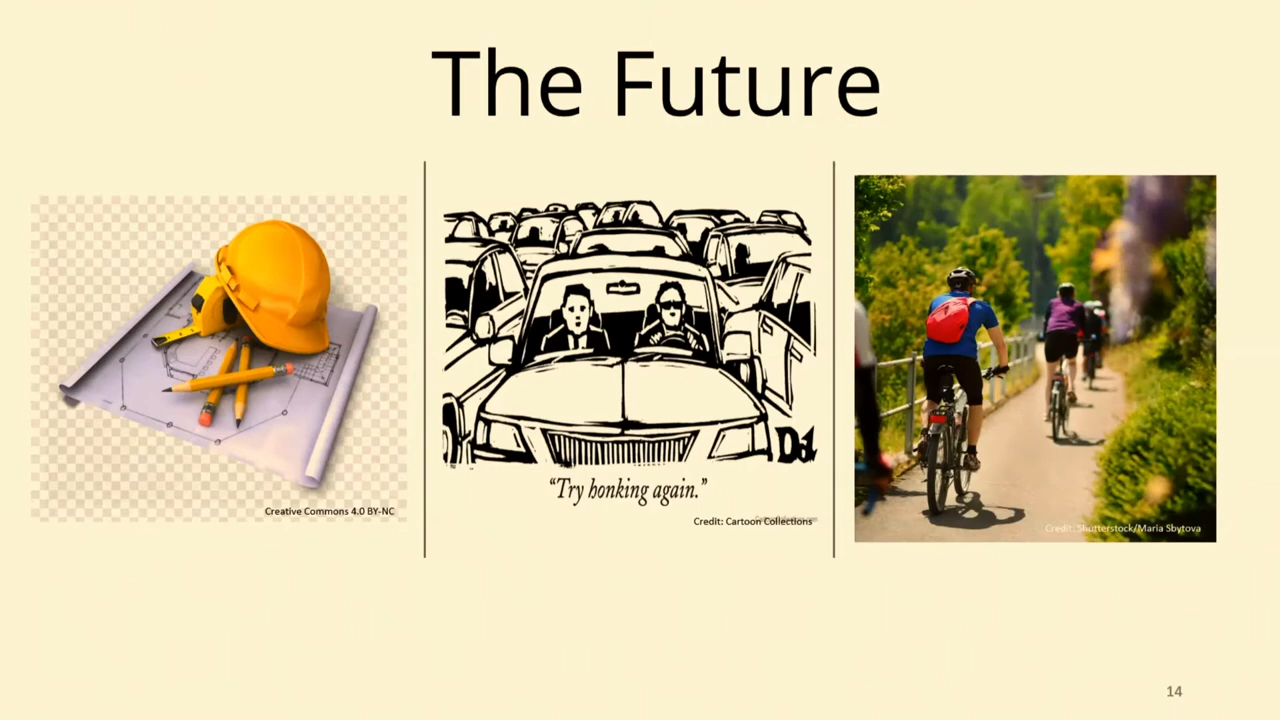 The Future
Creative Commons 4.0 BY-NC
Dol
“Try honking again.”
Credit: Cartoon Collections
Credit: Shutterstock/Maria Sbytova
14